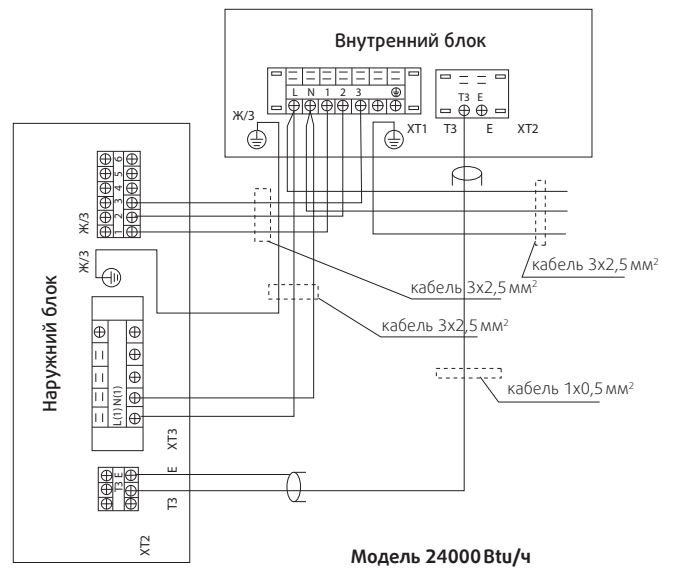 Внутренний блок
L N 1 2 3
Ж/З
XT1
T3 E
T3 E XT2
Наружний блок
6 5 4 3 2 1
Ж/З
Ж/З
L(1) N(1)
XT3
T3 E
E
T3
XT2
кабель 3x2,5 мм²
кабель 3x2,5 мм²
кабель 3x2,5 мм²
кабель 1x0,5 мм²
Модель 24000 Btu/ч